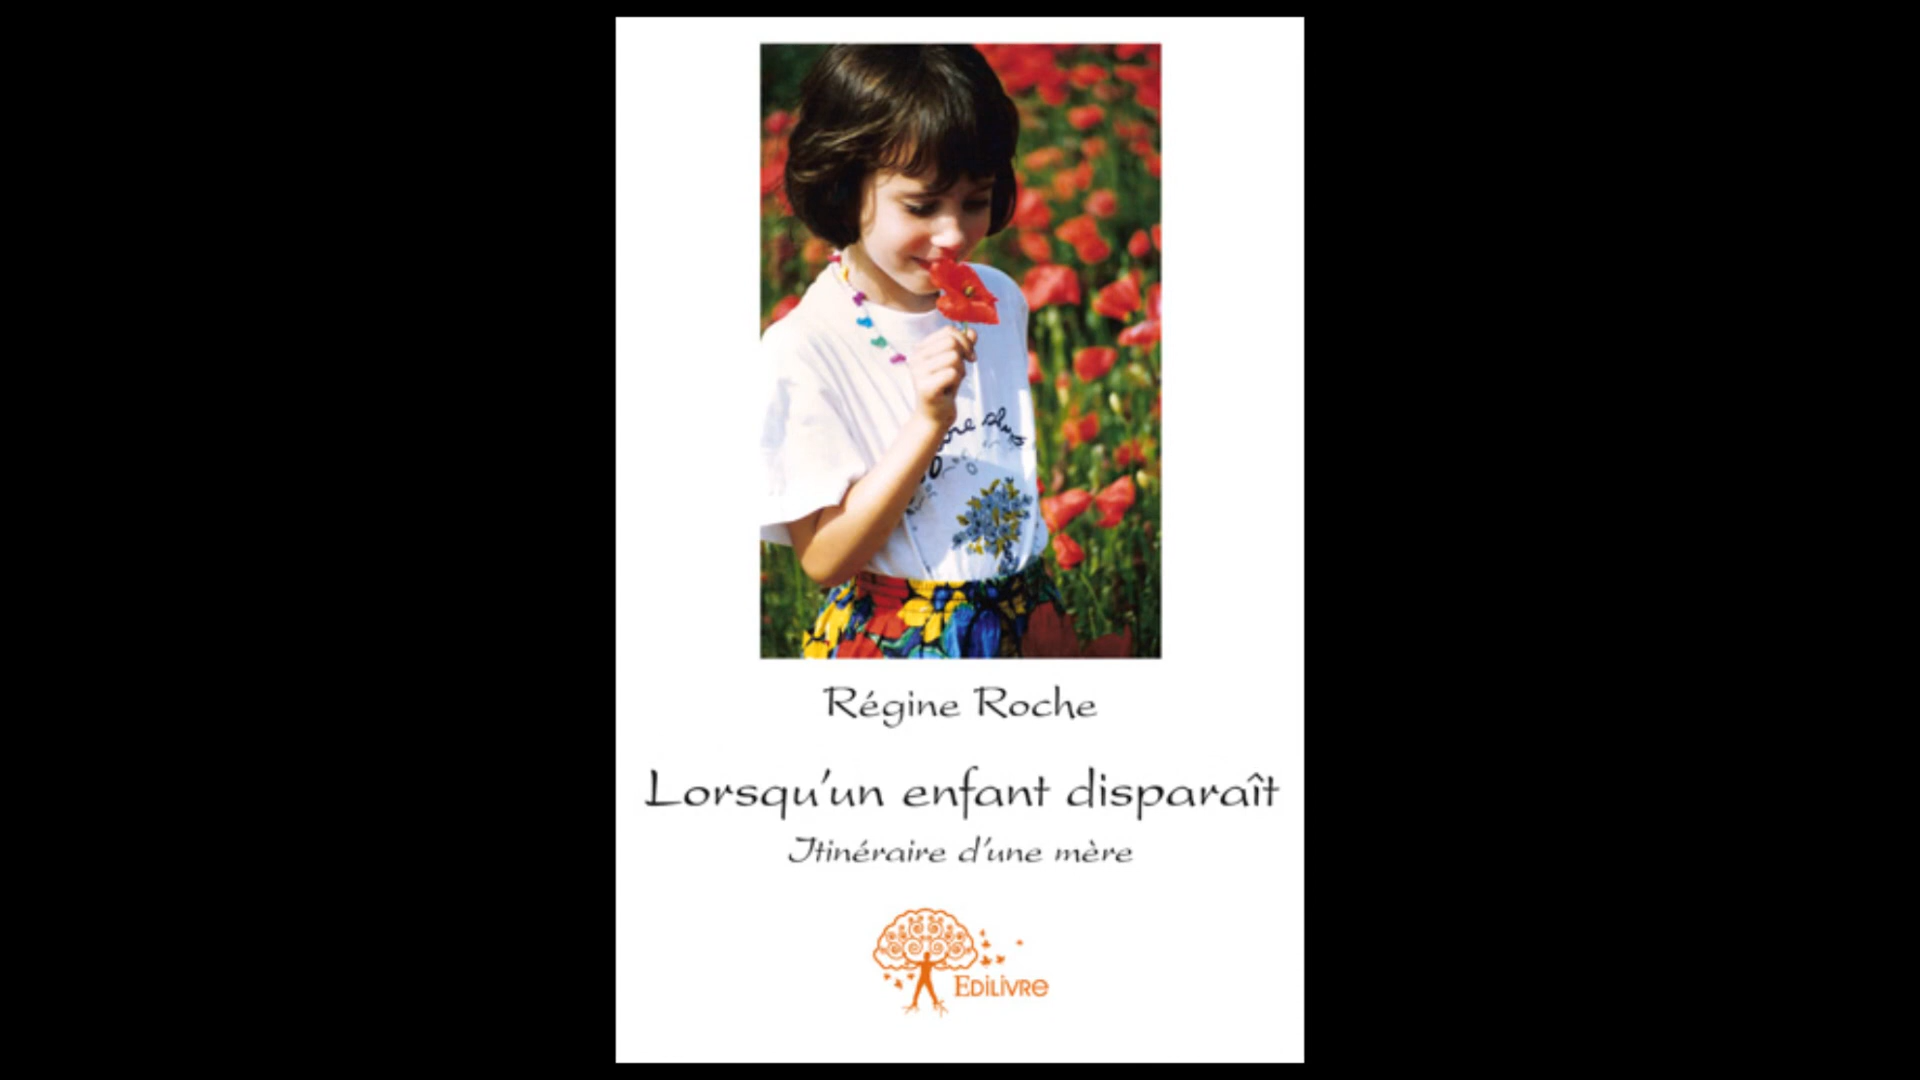 Régine Roche
Lorsqu'un enfant disparaît
Itinéraire d'une mère
EDILIVRE